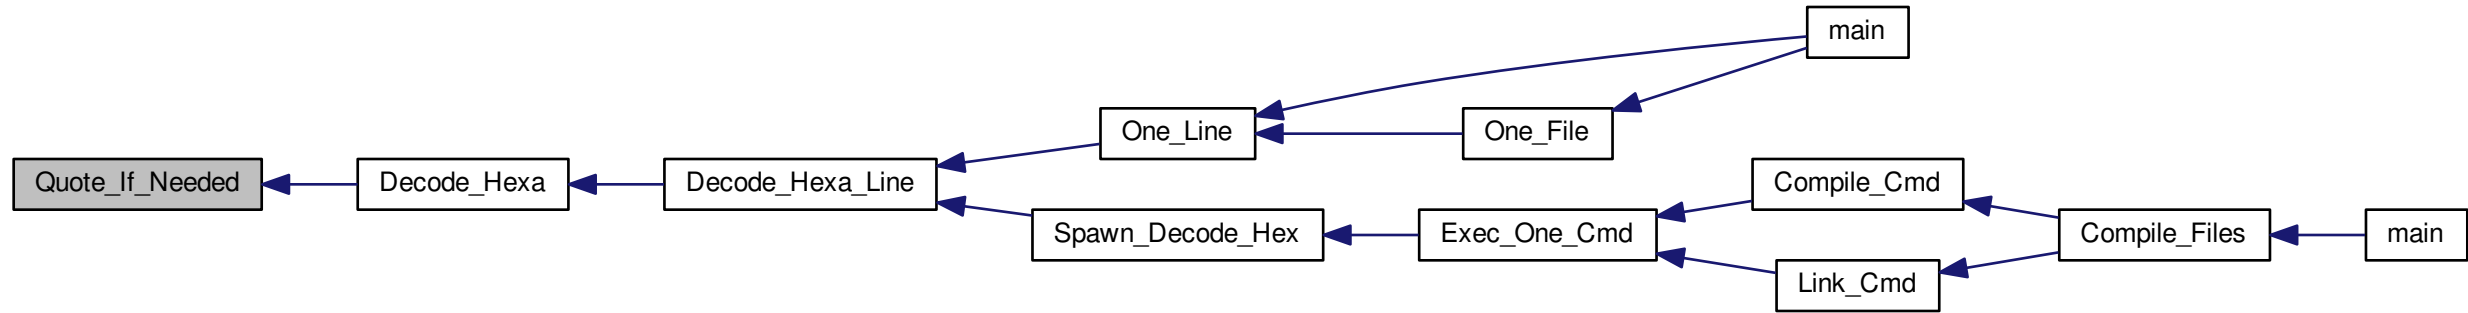 main
One_Line
One_File
Quote_If_Needed
Decode_Hexa
Decode_Hexa_Line
Compile_Cmd
Spawn_Decode_Hex
Exec_One_Cmd
Compile_Files
main
Link_Cmd